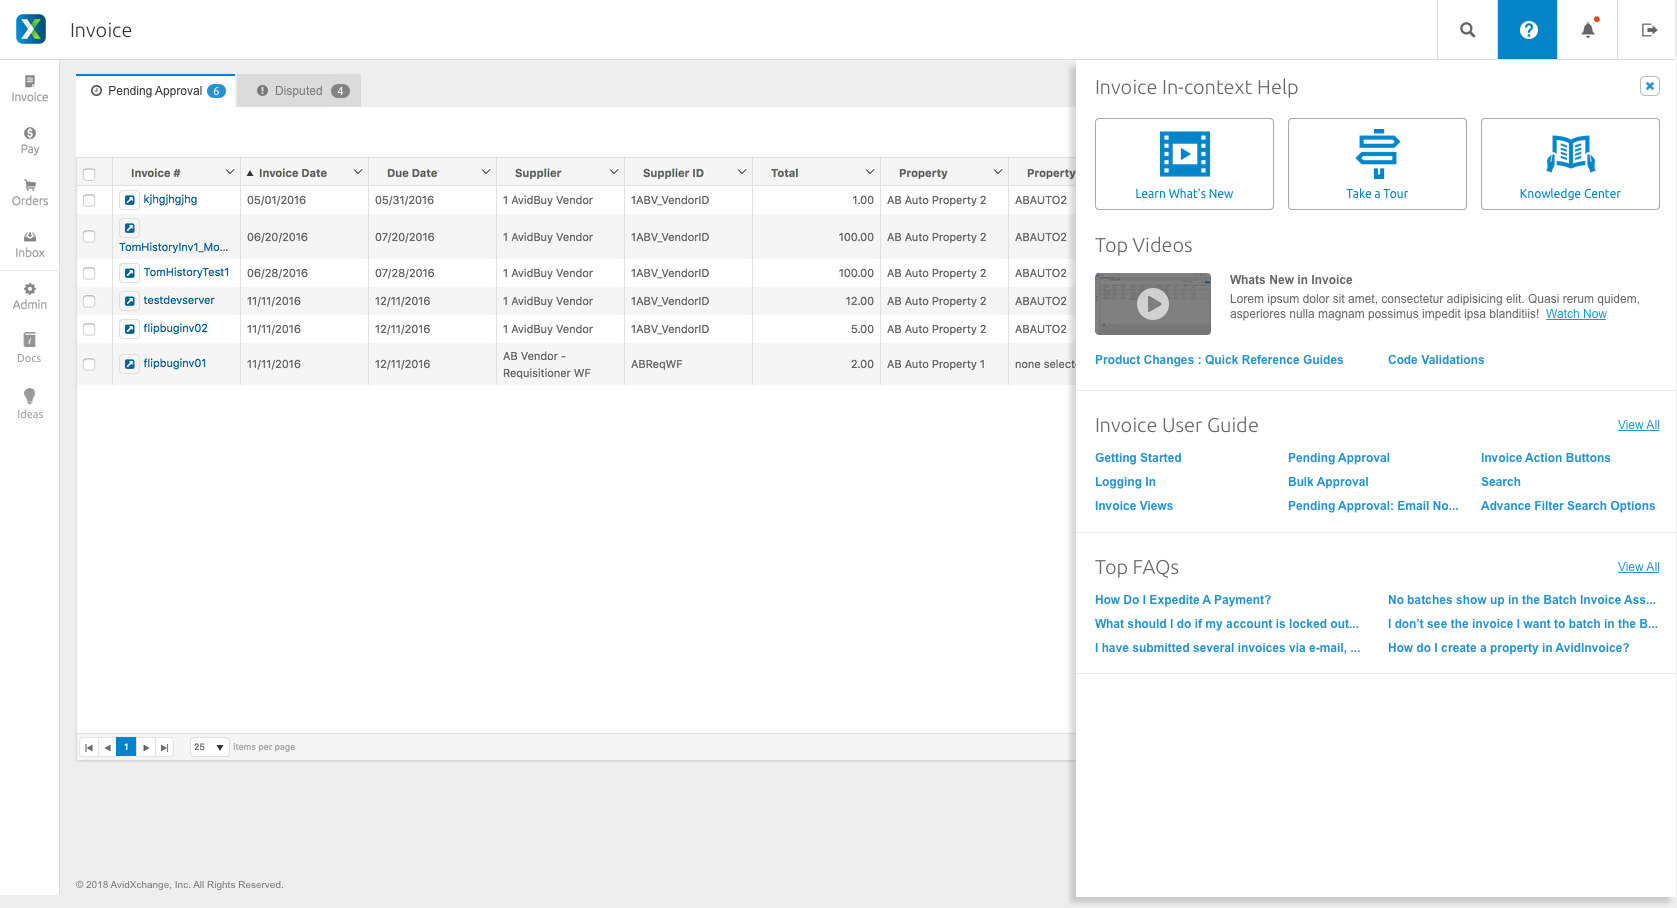 Invoice
Invoice
Pay
Orders
Inbox
Admin
Docs
Ideas
Pending Approval 6
Disputed 4
Invoice # Invoice Date Due Date Supplier Supplier ID Total Property Property
kjhgjhgjhg 05/01/2016 05/31/2016 1 AvidBuy Vendor 1ABV_VendorID 1.00 AB Auto Property 2 ABAUTO2
TomHistoryInv1_Mo... 06/20/2016 07/20/2016 1 AvidBuy Vendor 1ABV_VendorID 100.00 AB Auto Property 2 ABAUTO2
TomHistoryTest1 06/28/2016 07/28/2016 1 AvidBuy Vendor 1ABV_VendorID 100.00 AB Auto Property 2 ABAUTO2
testdevserver 11/11/2016 12/11/2016 1 AvidBuy Vendor 1ABV_VendorID 12.00 AB Auto Property 2 ABAUTO2
flipbuginv02 11/11/2016 12/11/2016 1 AvidBuy Vendor 1ABV_VendorID 5.00 AB Auto Property 2 ABAUTO2
flipbuginv01 11/11/2016 12/11/2016 AB Vendor - Requisitioner WF ABReqWF 2.00 AB Auto Property 1 none select
1 25 items per page
© 2018 AvidXchange, Inc. All Rights Reserved.
Invoice In-context Help
Learn What's New
Take a Tour
Knowledge Center
Top Videos
Whats New in Invoice
Lorem ipsum dolor sit amet, consectetur adipisicing elit. Quasi rerum quidem,
asperiores nulla magnam possimus impedit ipsa blanditiis! Watch Now
Product Changes : Quick Reference Guides Code Validations
Invoice User Guide View All
Getting Started Pending Approval Invoice Action Buttons
Logging In Bulk Approval Search
Invoice Views Pending Approval: Email No... Advance Filter Search Options
Top FAQs View All
How Do I Expedite A Payment? No batches show up in the Batch Invoice Ass...
What should I do if my account is locked out... I don’t see the invoice I want to batch in the B...
I have submitted several invoices via e-mail, ... How do I create a property in AvidInvoice?